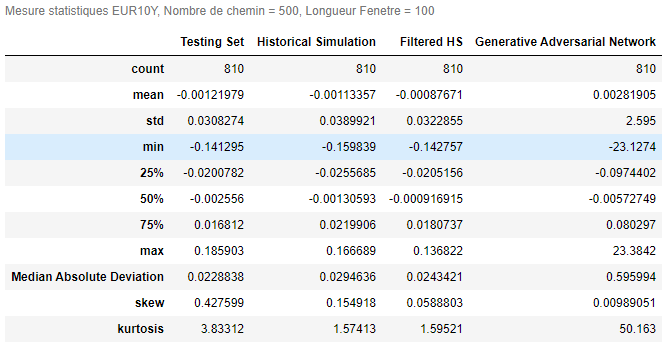 Mesure statistiques EUR10Y, Nombre de chemin = 500, Longueur Fenetre = 100
Testing Set Historical Simulation Filtered HS Generative Adversarial Network
count 810 810 810 810
mean -0.00121979 -0.00113357 -0.00087671 0.00281905
std 0.0308274 0.0389921 0.0322855 2.595
min -0.141295 -0.159839 -0.142757 -23.1274
25% -0.0200782 -0.0255685 -0.0205156 -0.0974402
50% -0.002556 -0.00130593 -0.000916915 -0.00572749
75% 0.016812 0.0219906 0.0180737 0.080297
max 0.185903 0.166689 0.136822 23.3842
Median Absolute Deviation 0.0228838 0.0294636 0.0243421 0.595994
skew 0.427599 0.154918 0.0588803 0.00989051
kurtosis 3.83312 1.57413 1.59521 50.163